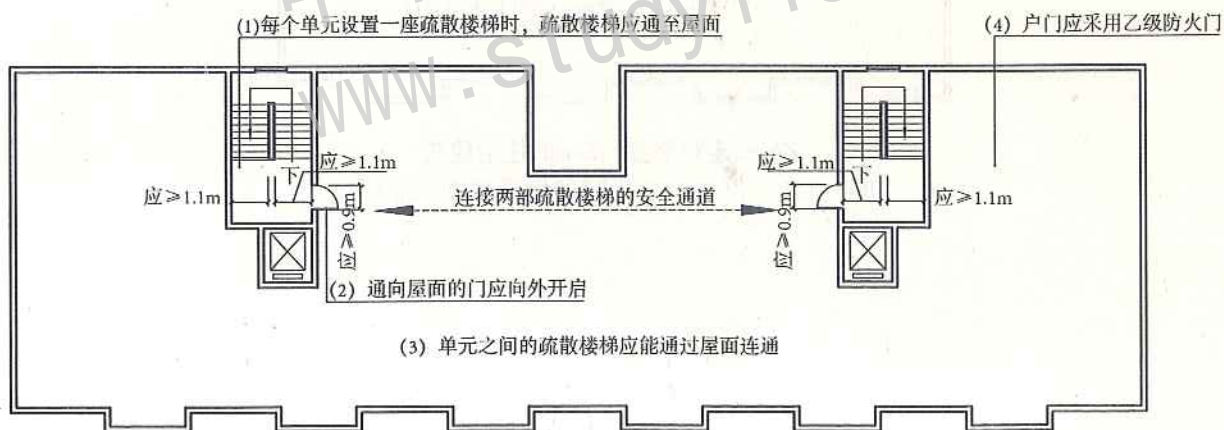 (1)每个单元设置一座疏散楼梯时，疏散楼梯应通至屋面
(4) 户门应采用乙级防火门
www.study
应≥1.1m
下
应≥1.1m
应≥0.9m
连接两部疏散楼梯的安全通道
应≥1.1m
下
应≥1.1m
应≥0.9m
(2) 通向屋面的门应向外开启
(3) 单元之间的疏散楼梯应能通过屋面连通